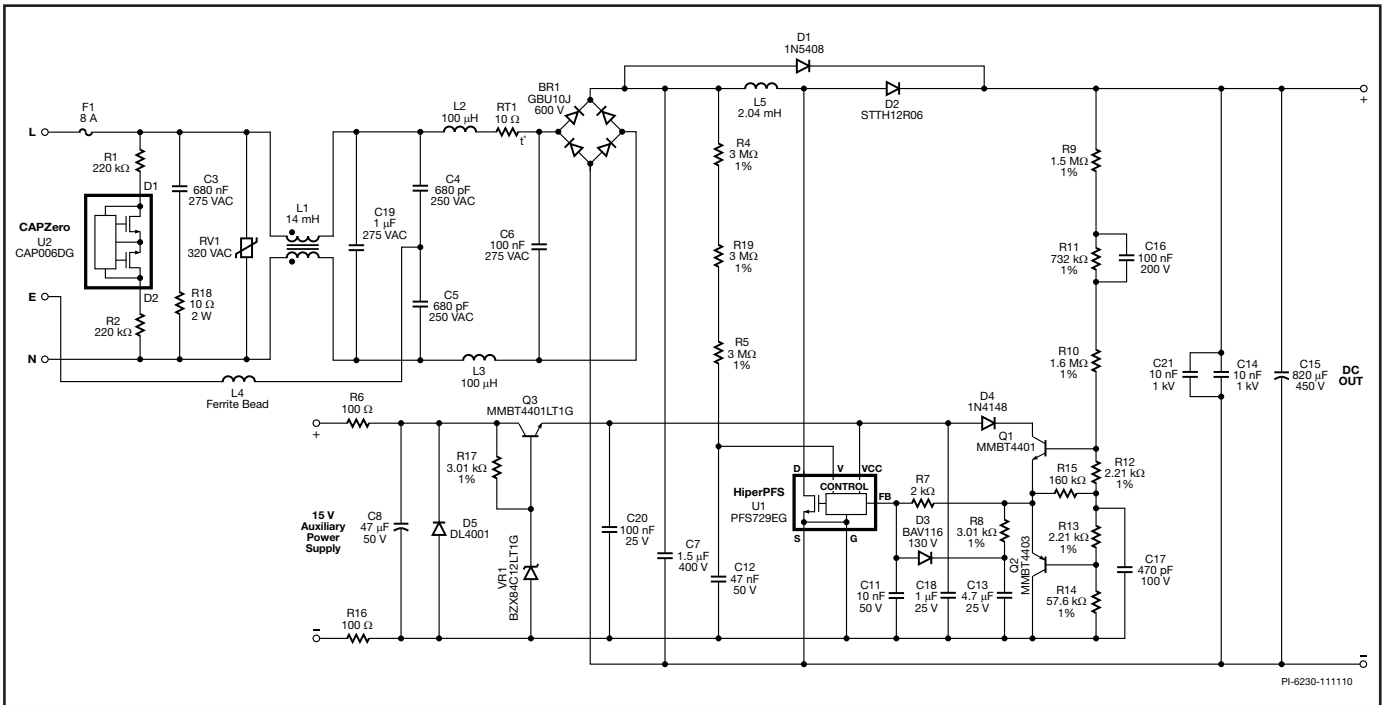 D1
1N5408
BR1
GBU10J
600 V
F1
8 A
L2
100 µH
RT1
10 Ω
t°
L5
2.04 mH
D2
STTH12R06
+
L
R1
220 kΩ
D1
C3
680 nF
275 VAC
C4
680 pF
250 VAC
R4
3 MΩ
1%
R9
1.5 MΩ
1%
CAPZero
U2
CAP006DG
RV1
320 VAC
L1
14 mH
C19
1 µF
275 VAC
C6
100 nF
275 VAC
R19
3 MΩ
1%
R11
732 kΩ
1%
C16
100 nF
200 V
E
D2
R18
10 Ω
2 W
C5
680 pF
250 VAC
R2
220 kΩ
N
L3
100 µH
L4
Ferrite Bead
R5
3 MΩ
1%
R10
1.6 MΩ
1%
C21
10 nF
1 kV
C14
10 nF
1 kV
C15
820 µF
450 V
DC
OUT
R6
100 Ω
+
Q3
MMBT4401LT1G
D4
1N4148
Q1
MMBT4401
R17
3.01 kΩ
1%
D
V
VCC
CONTROL
HiperPFS
U1
PFS729EG
FB
S
G
R7
2 kΩ
R15
160 kΩ
R12
2.21 kΩ
1%
15 V
Auxiliary
Power
Supply
C8
47 µF
50 V
D5
DL4001
VR1
BZX84C12LT1G
C20
100 nF
25 V
C7
1.5 µF
400 V
C12
47 nF
50 V
D3
BAV116
130 V
R8
3.01 kΩ
1%
Q2
MMBT4403
R13
2.21 kΩ
1%
C17
470 pF
100 V
C11
10 nF
50 V
C18
1 µF
25 V
C13
4.7 µF
25 V
R14
57.6 kΩ
1%
R16
100 Ω
–
–
PI-6230-111110